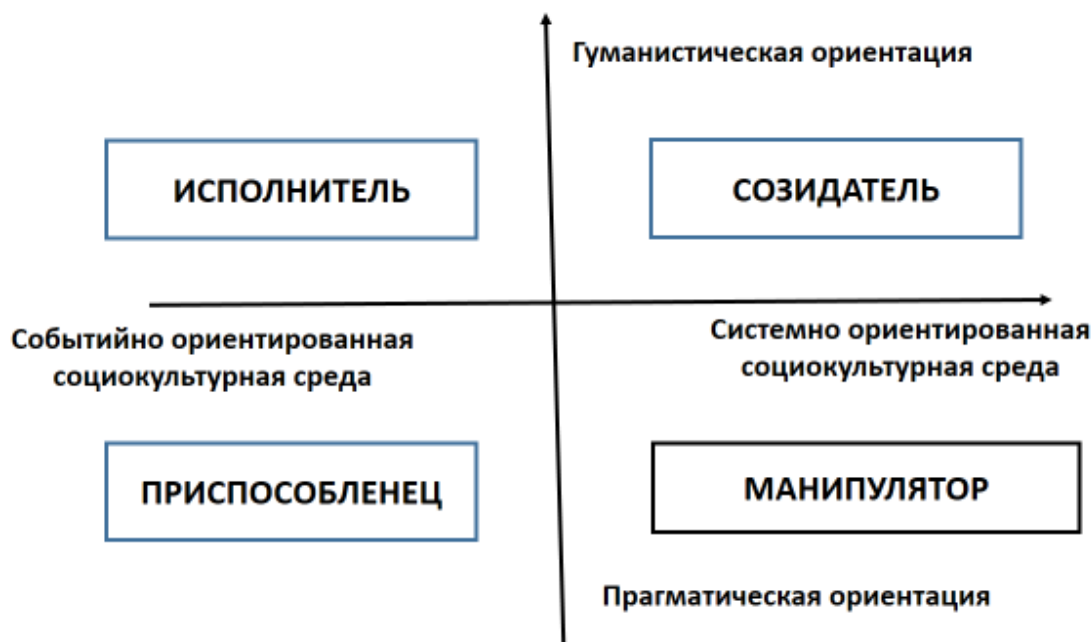 Гуманистическая ориентация
ИСПОЛНИТЕЛЬ
СОЗИДАТЕЛЬ
Событийно ориентированная
социокультурная среда
Системно ориентированная
социокультурная среда
ПРИСПОСОБЛЕНЕЦ
МАНИПУЛЯТОР
Прагматическая ориентация